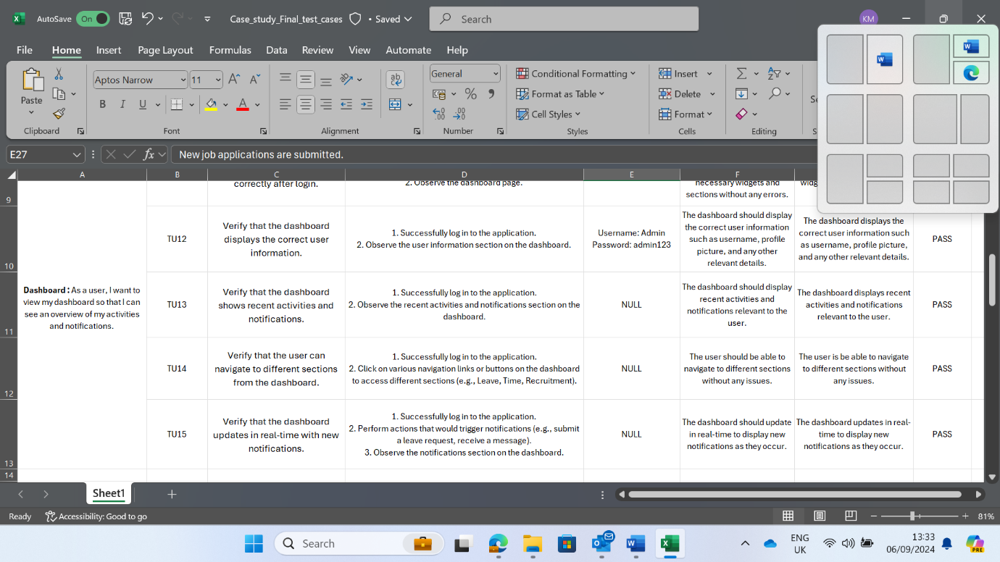 AutoSave On Case_study_Final_test_cases • Saved Search KM
File Home Insert Page Layout Formulas Data Review View Automate Help
Paste
Clipboard
Aptos Narrow 11
B I U
Font
ab
Alignment
General
Number
Conditional Formatting
Format as Table
Cell Styles
Styles
Insert
Delete
Format
Cells
Editing
E27 fx New job applications are submitted.
A B C D E F
9
correctly after login.
2. Observe the dashboard page.
necessary widgets and
sections without any errors.
10
TU12
Verify that the dashboard
displays the correct user
information.
1. Successfully log in to the application.
2. Observe the user information section on the dashboard.
Username: Admin
Password: admin123
The dashboard should display
the correct user information
such as username, profile
picture, and any other
relevant details.
The dashboard displays the
correct user information such
as username, profile picture,
and any other relevant details.
PASS
Dashboard : As a user, I want to
view my dashboard so that I can
see an overview of my activities
and notifications.
11
TU13
Verify that the dashboard
shows recent activities and
notifications.
1. Successfully log in to the application.
2. Observe the recent activities and notifications section on the
dashboard.
NULL
The dashboard should display
recent activities and
notifications relevant to the
user.
The dashboard displays recent
activities and notifications
relevant to the user.
PASS
12
TU14
Verify that the user can
navigate to different sections
from the dashboard.
1. Successfully log in to the application.
2. Click on various navigation links or buttons on the dashboard
to access different sections (e.g., Leave, Time, Recruitment).
NULL
The user should be able to
navigate to different sections
without any issues.
The user is be able to navigate
to different sections without
any issues.
PASS
13
TU15
Verify that the dashboard
updates in real-time with new
notifications.
1. Successfully log in to the application.
2. Perform actions that would trigger notifications (e.g., submit
a leave request, receive a message).
3. Observe the notifications section on the dashboard.
NULL
The dashboard should update
in real-time to display new
notifications as they occur.
The dashboard updates in real-
time to display new
notifications as they occur.
PASS
14
Sheet1
Ready Accessibility: Good to go 81%
Search
ENG
UK
13:33
06/09/2024
PRE